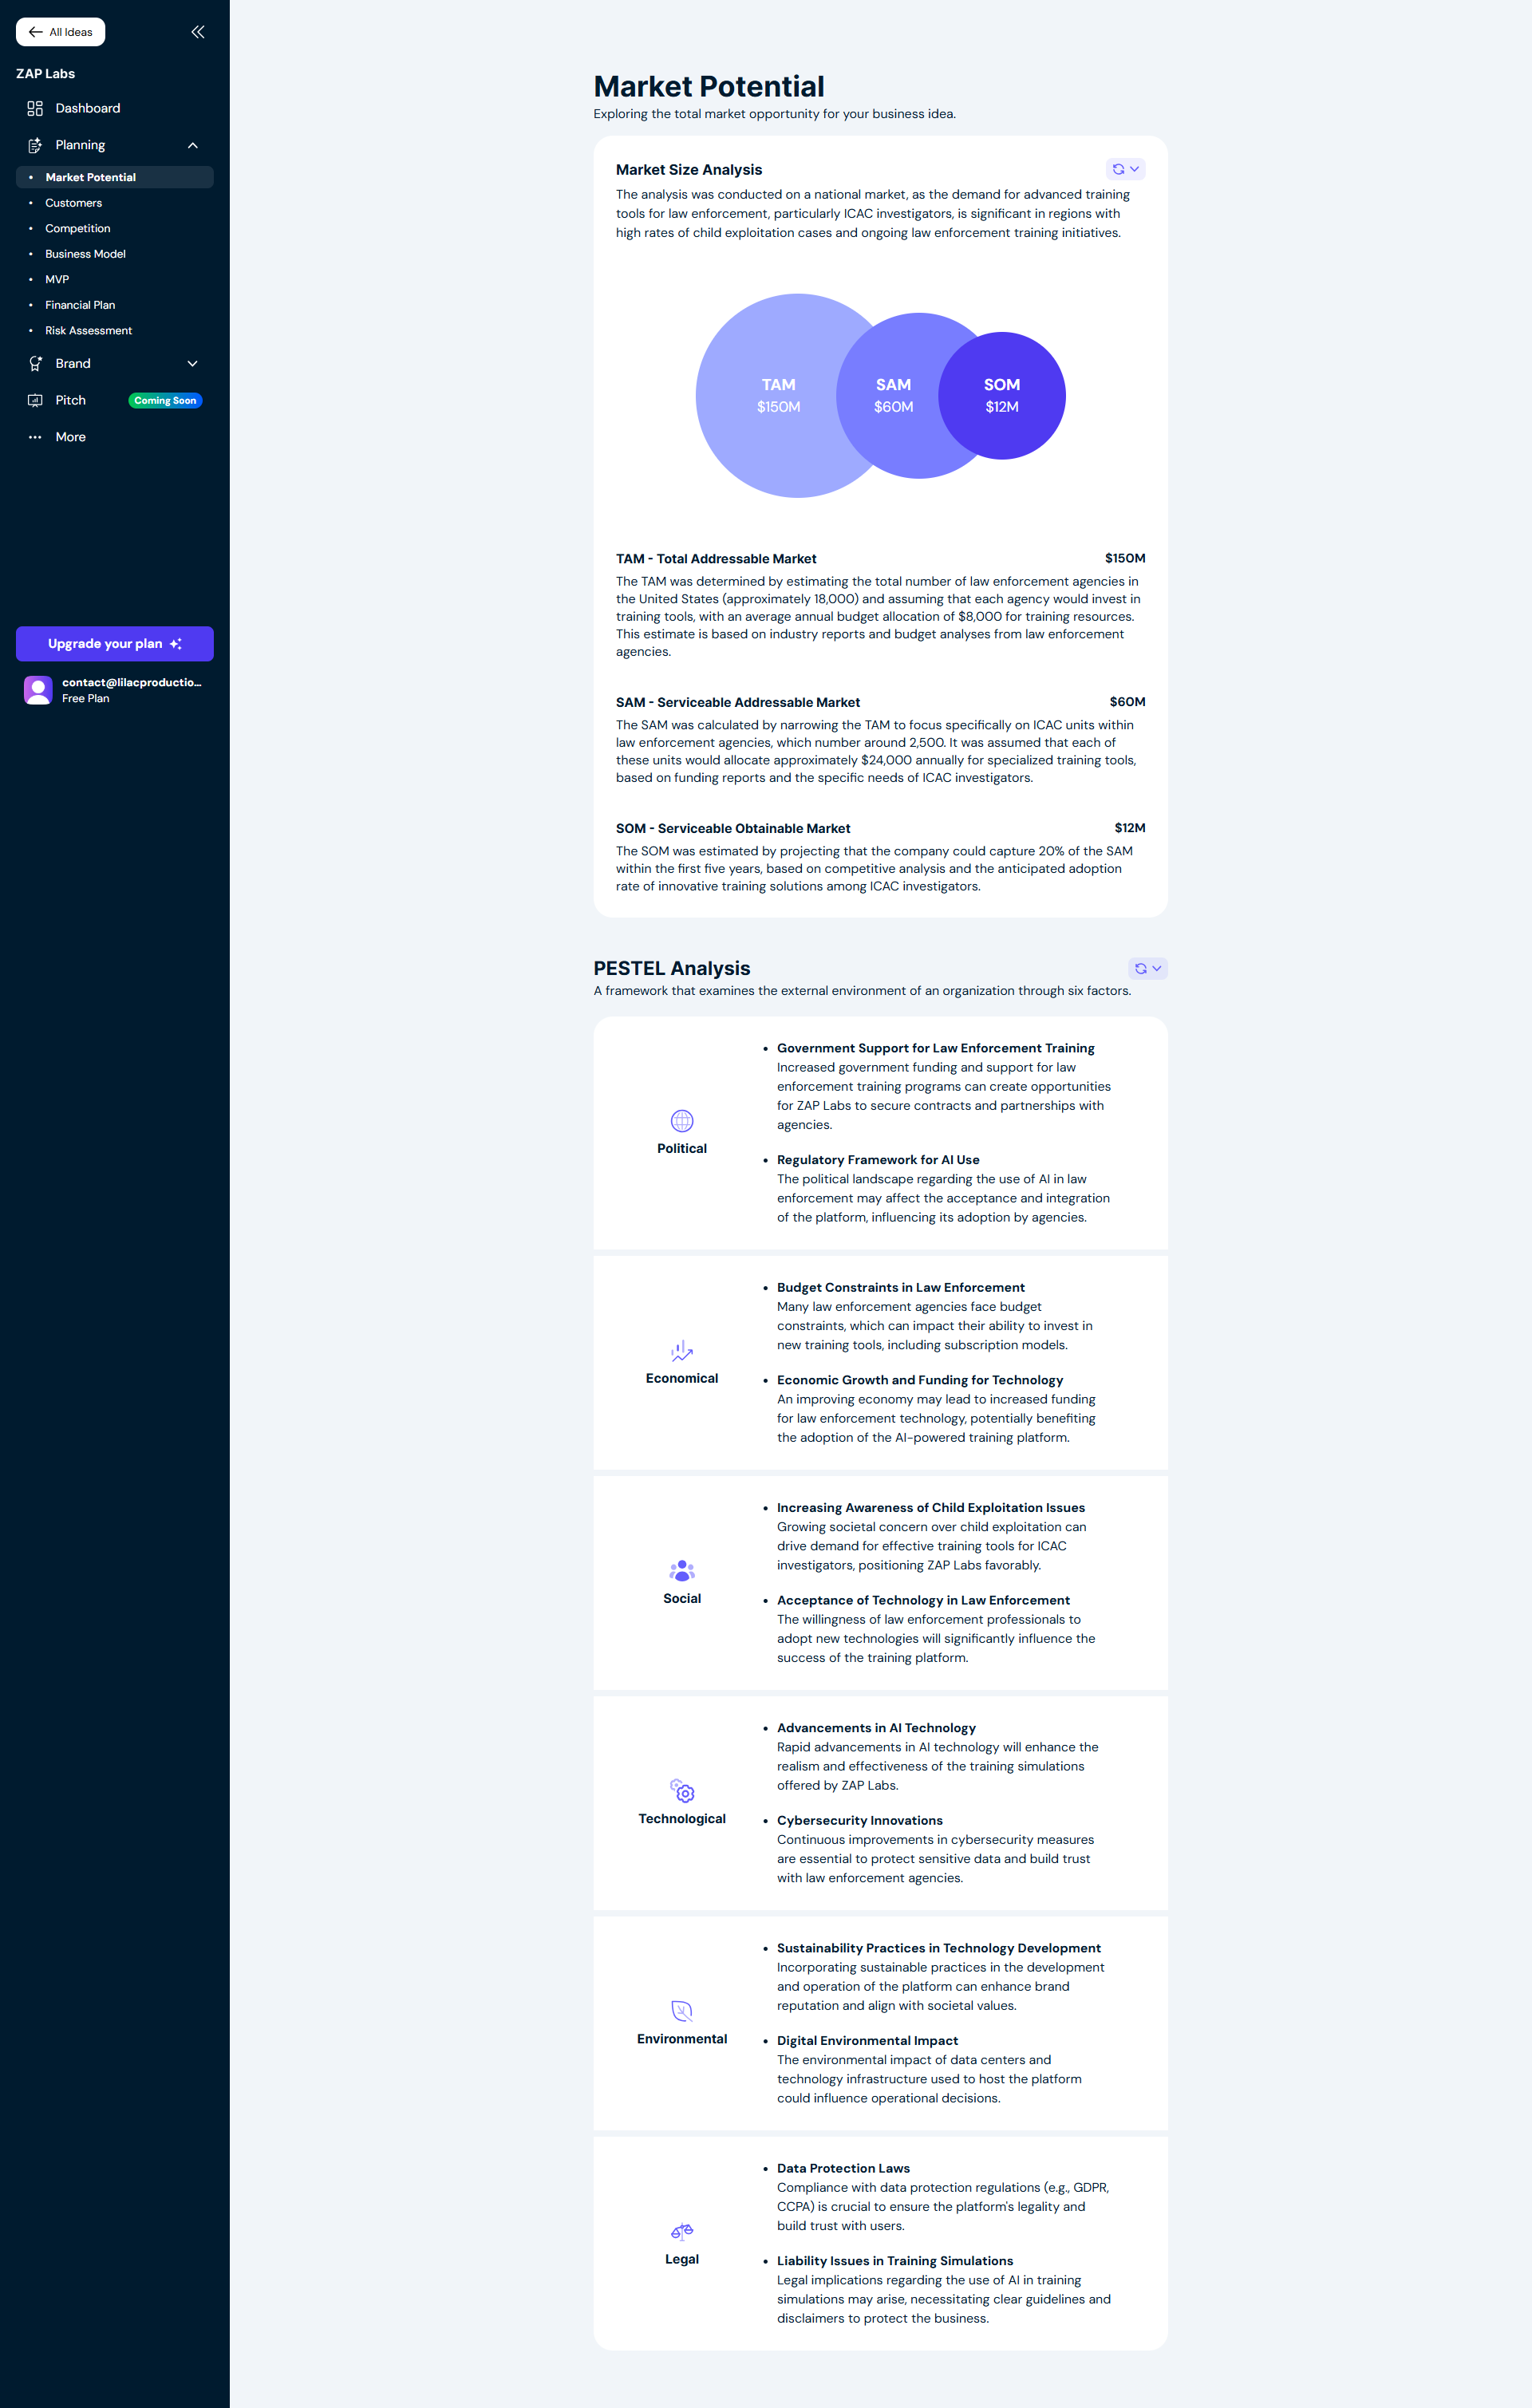 All Ideas
ZAP Labs
Dashboard
Planning
• Market Potential
• Customers
• Competition
• Business Model
• MVP
• Financial Plan
• Risk Assessment
Brand
Pitch Coming Soon
More
Upgrade your plan
contact@lilacproductio...
Free Plan
Market Potential
Exploring the total market opportunity for your business idea.
Market Size Analysis
The analysis was conducted on a national market, as the demand for advanced training
tools for law enforcement, particularly ICAC investigators, is significant in regions with
high rates of child exploitation cases and ongoing law enforcement training initiatives.
TAM SAM SOM
$150M $60M $12M
TAM - Total Addressable Market $150M
The TAM was determined by estimating the total number of law enforcement agencies in
the United States (approximately 18,000) and assuming that each agency would invest in
training tools, with an average annual budget allocation of $8,000 for training resources.
This estimate is based on industry reports and budget analyses from law enforcement
agencies.
SAM - Serviceable Addressable Market $60M
The SAM was calculated by narrowing the TAM to focus specifically on ICAC units within
law enforcement agencies, which number around 2,500. It was assumed that each of
these units would allocate approximately $24,000 annually for specialized training tools,
based on funding reports and the specific needs of ICAC investigators.
SOM - Serviceable Obtainable Market $12M
The SOM was estimated by projecting that the company could capture 20% of the SAM
within the first five years, based on competitive analysis and the anticipated adoption
rate of innovative training solutions among ICAC investigators.
PESTEL Analysis
A framework that examines the external environment of an organization through six factors.
Political
• Government Support for Law Enforcement Training
Increased government funding and support for law
enforcement training programs can create opportunities
for ZAP Labs to secure contracts and partnerships with
agencies.
• Regulatory Framework for AI Use
The political landscape regarding the use of AI in law
enforcement may affect the acceptance and integration
of the platform, influencing its adoption by agencies.
Economical
• Budget Constraints in Law Enforcement
Many law enforcement agencies face budget
constraints, which can impact their ability to invest in
new training tools, including subscription models.
• Economic Growth and Funding for Technology
An improving economy may lead to increased funding
for law enforcement technology, potentially benefiting
the adoption of the AI-powered training platform.
Social
• Increasing Awareness of Child Exploitation Issues
Growing societal concern over child exploitation can
drive demand for effective training tools for ICAC
investigators, positioning ZAP Labs favorably.
• Acceptance of Technology in Law Enforcement
The willingness of law enforcement professionals to
adopt new technologies will significantly influence the
success of the training platform.
Technological
• Advancements in AI Technology
Rapid advancements in AI technology will enhance the
realism and effectiveness of the training simulations
offered by ZAP Labs.
• Cybersecurity Innovations
Continuous improvements in cybersecurity measures
are essential to protect sensitive data and build trust
with law enforcement agencies.
Environmental
• Sustainability Practices in Technology Development
Incorporating sustainable practices in the development
and operation of the platform can enhance brand
reputation and align with societal values.
• Digital Environmental Impact
The environmental impact of data centers and
technology infrastructure used to host the platform
could influence operational decisions.
Legal
• Data Protection Laws
Compliance with data protection regulations (e.g., GDPR,
CCPA) is crucial to ensure the platform's legality and
build trust with users.
• Liability Issues in Training Simulations
Legal implications regarding the use of AI in training
simulations may arise, necessitating clear guidelines and
disclaimers to protect the business.